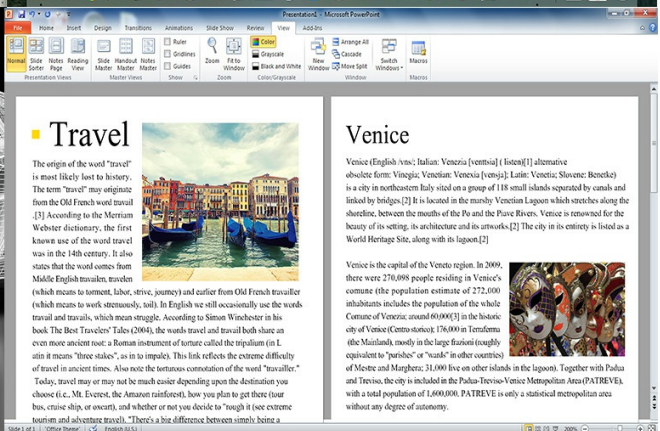 Presentation1 - Microsoft PowerPoint
File Home Insert Design Transitions Animations Slide Show Review View Add-Ins
Normal
Slide Sorter
Notes Page
Reading View
Presentation Views
Slide Master
Handout Master
Notes Master
Master Views
Ruler
Gridlines
Guides
Show
Zoom
Fit to Window
Zoom
Color
Grayscale
Black and White
Color/Grayscale
New Window
Arrange All
Cascade
Move Split
Window
Switch Windows
Macros
Macros
Travel
The origin of the word "travel"
is most likely lost to history.
The term "travel" may originate
from the Old French word travail
.[3] According to the Merriam
Webster dictionary, the first
known use of the word travel
was in the 14th century. It also
states that the word comes from
Middle English travailen, travelen
(which means to torment, labor, strive, journey) and earlier from Old French travailler
(which means to work strenuously, toil). In English we still occasionally use the words
travail and travails, which mean struggle. According to Simon Winchester in his
book The Best Travelers' Tales (2004), the words travel and travail both share an
even more ancient root: a Roman instrument of torture called the tripalium (in L
atin it means "three stakes", as in to impale). This link reflects the extreme difficulty
of travel in ancient times. Also note the torturous connotation of the word "travailler."
Today, travel may or may not be much easier depending upon the destination you
choose (i.e., Mt. Everest, the Amazon rainforest), how you plan to get there (tour
bus, cruise ship, or oxcart), and whether or not you decide to "rough it (see extreme
tourism and adventure travel). "There's a big difference between simply being a
Venice
Venice (English /vns/; Italian: Venezia [venttsia] ( listen)[1] alternative
obsolete form: Vinegia; Venetian: Venexia [vensja]; Latin: Venetia; Slovene: Benetke)
is a city in northeastern Italy sited on a group of 118 small islands separated by canals and
linked by bridges.[2] It is located in the marshy Venetian Lagoon which stretches along the
shoreline, between the mouths of the Po and the Piave Rivers. Venice is renowned for the
beauty of its setting, its architecture and its artworks.[2] The city in its entirety is listed as a
World Heritage Site, along with its lagoon.[2]
Venice is the capital of the Veneto region. In 2009,
there were 270,098 people residing in Venice's
comune (the population estimate of 272,000
inhabitants includes the population of the whole
Comune of Venezia; around 60,000[3] in the historic
city of Venice (Centro storico); 176,000 in Terraferma
(the Mainland), mostly in the large frazioni (roughly
equivalent to "parishes" or "wards" in other countries)
of Mestre and Marghera; 31,000 live on other islands in the lagoon). Together with Padua
and Treviso, the city is included in the Padua-Treviso-Venice Metropolitan Area (PATREVE),
with a total population of 1,600,000. PATREVE is only a statistical metropolitan area
without any degree of autonomy.
Slide 1 of 1 "Office Theme" English (U.S.) 200%